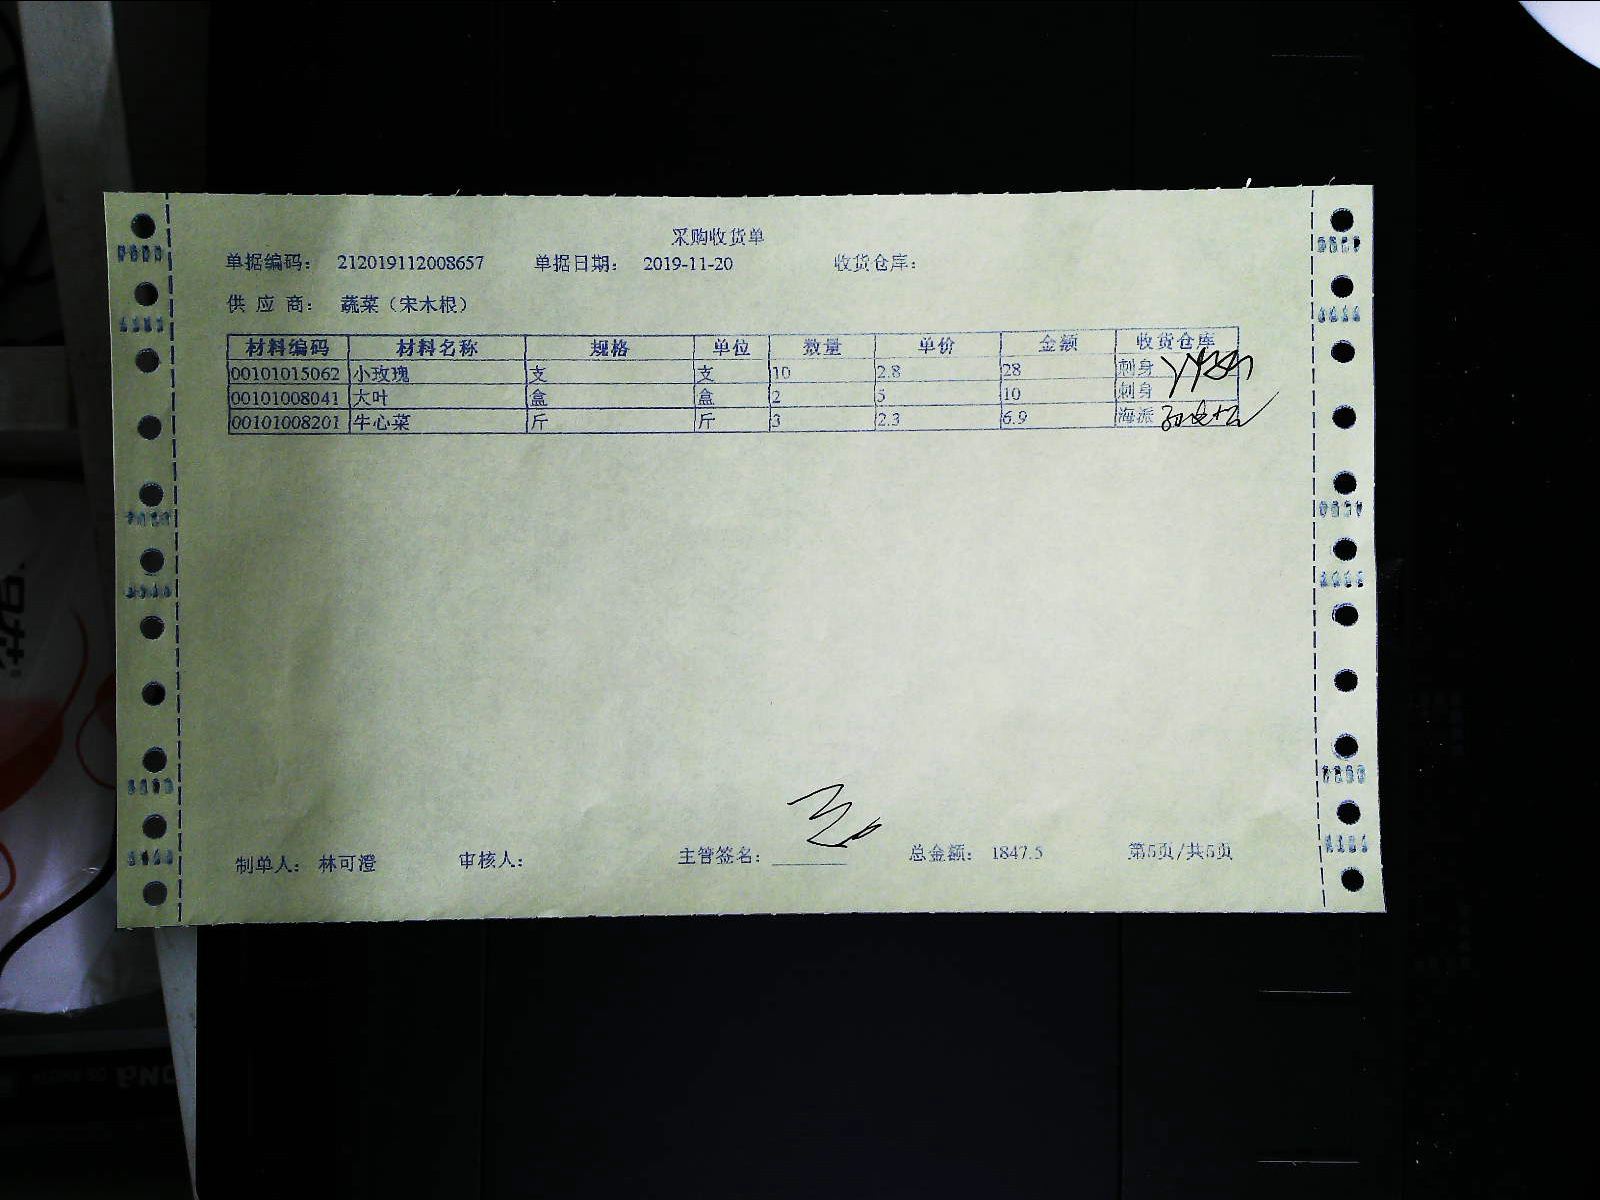 采购收货单
单据编码： 212019112008657 单据日期： 2019-11-20 收货仓库：
供 应 商： 蔬菜（宋木根）
材料编码 材料名称 规格 单位 数量 单价 金额 收货仓库
00101015062 小玫瑰 支 支 10 2.8 28 刺身
00101008041 大叶 盒 盒 2 5 10 刺身
00101008201 牛心菜 斤 斤 3 2.3 6.9 海派
制单人： 林可澄 审核人： 主管签名： 总金额： 1847.5 第5页/共5页